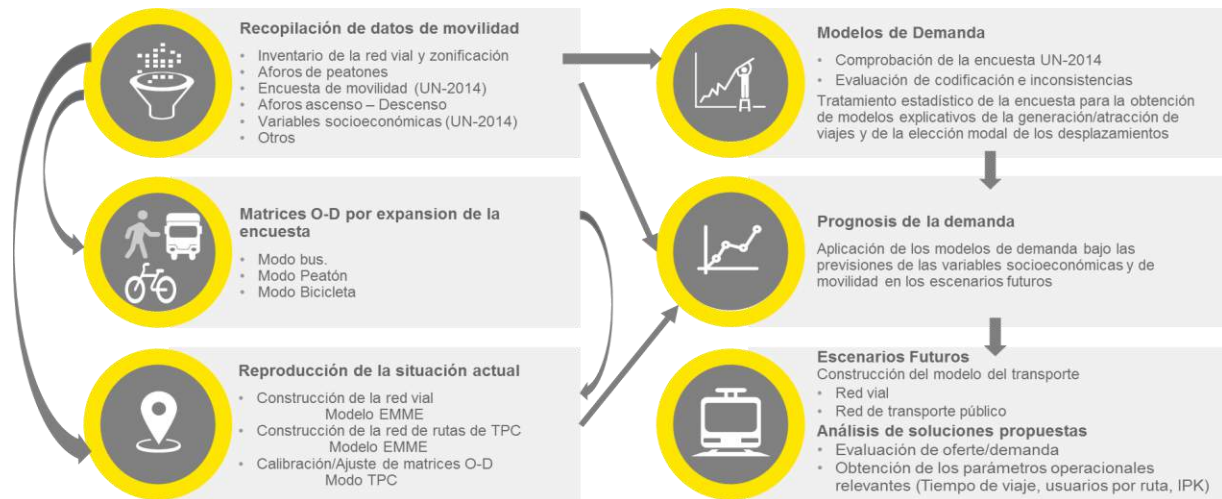 Recopilación de datos de movilidad
• Inventario de la red vial y zonificación
• Aforos de peatones
• Encuesta de movilidad (UN-2014)
• Aforos ascenso – Descenso
• Variables socioeconómicas (UN-2014)
• Otros
Matrices O-D por expansion de la
encuesta
• Modo bus.
• Modo Peatón
• Modo Bicicleta
Reproducción de la situación actual
• Construcción de la red vial
Modelo EMME
• Construcción de la red de rutas de TPC
Modelo EMME
• Calibración/Ajuste de matrices O-D
Modo TPC
Modelos de Demanda
• Comprobación de la encuesta UN-2014
• Evaluación de codificación e inconsistencias
Tratamiento estadístico de la encuesta para la obtención
de modelos explicativos de la generación/atracción de
viajes y de la elección modal de los desplazamientos
Prognosis de la demanda
Aplicación de los modelos de demanda bajo las
previsiones de las variables socioeconómicas y de
movilidad en los escenarios futuros
Escenarios Futuros
Construcción del modelo del transporte
• Red vial
• Red de transporte público
Análisis de soluciones propuestas
• Evaluación de oferte/demanda
• Obtención de los parámetros operacionales
relevantes (Tiempo de viaje, usuarios por ruta, IPK)